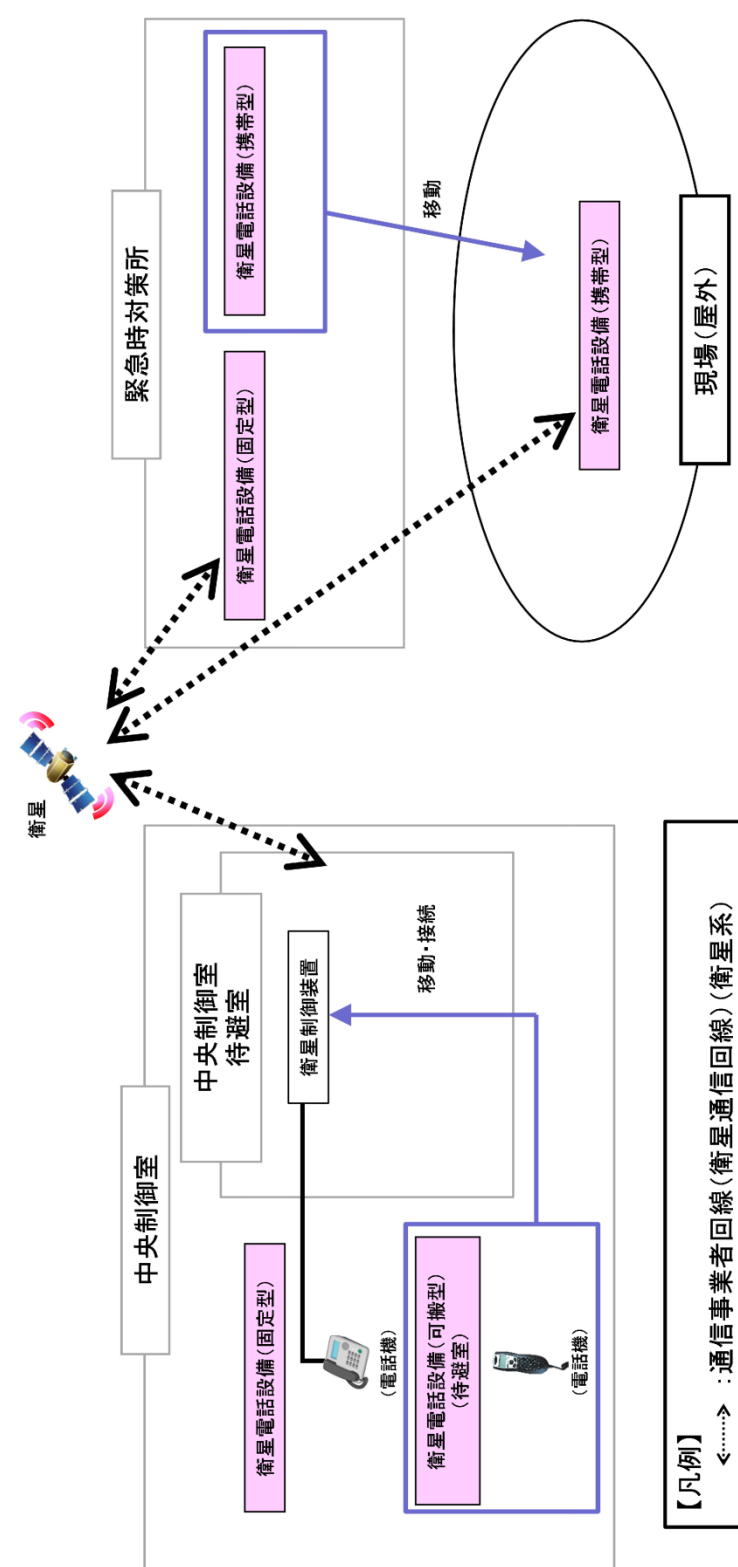 衛星
中央制御室
中央制御室
待避室
衛星制御装置
移動・接続
衛星電話設備(固定型)
(電話機)
衛星電話設備(可搬型)
(待避室)
(電話機)
緊急時対策所
衛星電話設備(固定型)
衛星電話設備(携帯型)
移動
衛星電話設備(携帯型)
現場(屋外)
【凡例】
:通信事業者回線(衛星通信回線)(衛星系)